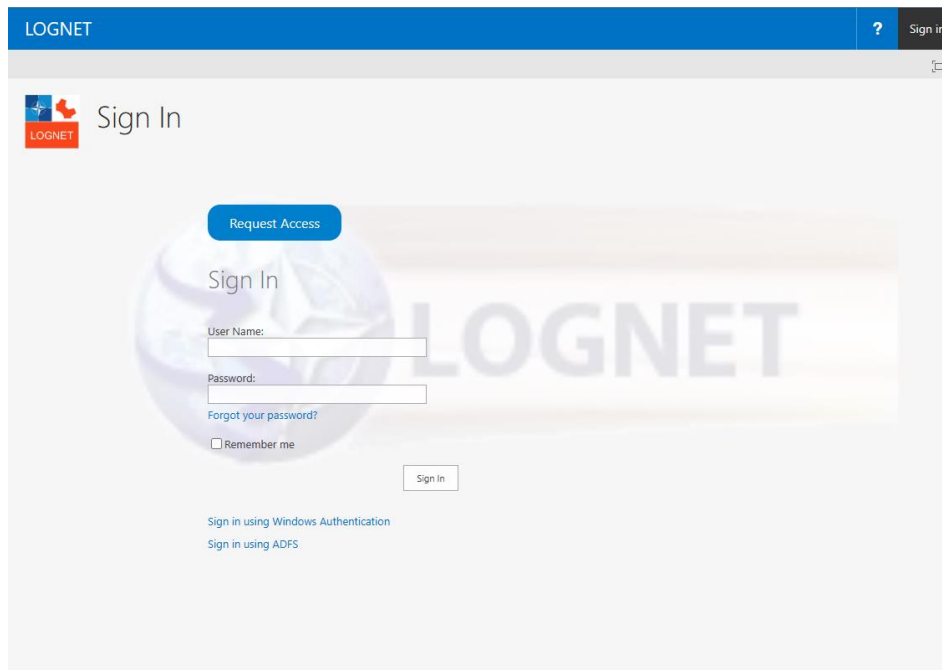 LOGNET
?
Sign in
LOGNET
Sign In
Request Access
Sign In
LOGNET
User Name:
Password:
Forgot your password?
Remember me
Sign In
Sign in using Windows Authentication
Sign in using ADFS